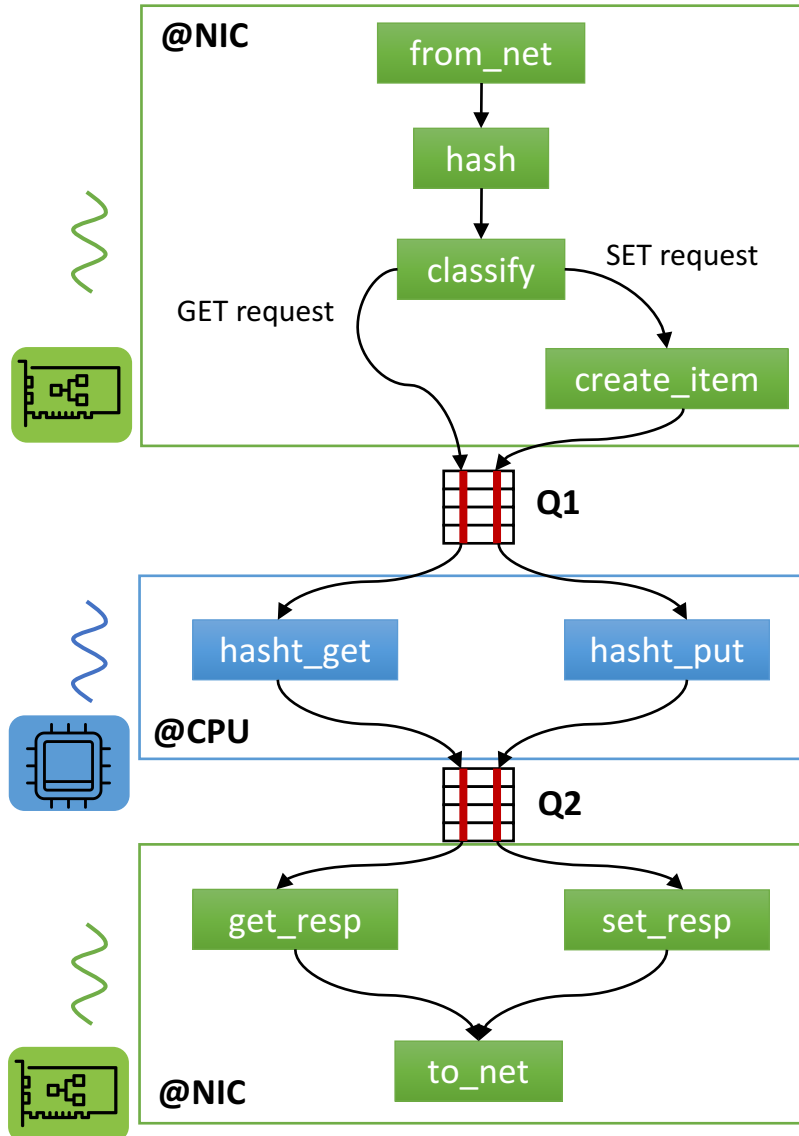 @NIC
from_net
hash
classify
SET request
GET request
create_item
Q1
hasht_get
hasht_put
@CPU
Q2
get_resp
set_resp
to_net
@NIC